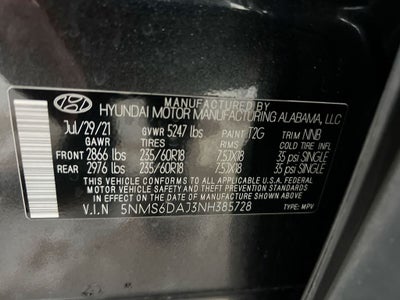 MANUFACTURED BY
HYUNDAI MOTOR MANUFACTURING ALABAMA, LLC
Jul/29/21 GVWR 5247 lbs PAINT T2G TRIM NNB
GAWR TIRES RIMS COLD TIRE INFL
FRONT 2866 lbs 235/60R18 7.5JX18 35 psi SINGLE
REAR 2976 lbs 235/60R18 7.5JX18 35 psi SINGLE
THIS VEHICLE CONFORMS TO ALL APPLICABLE FEDERAL
MOTOR VEHICLE SAFETY, BUMPER, AND THEFT PREVENTION
STANDARDS IN EFFECT ON THE DATE OF MANUFACTURE SHOWN ABOVE.
V.I.N 5NMS6DAJ3NH385728 TYPE: MPV